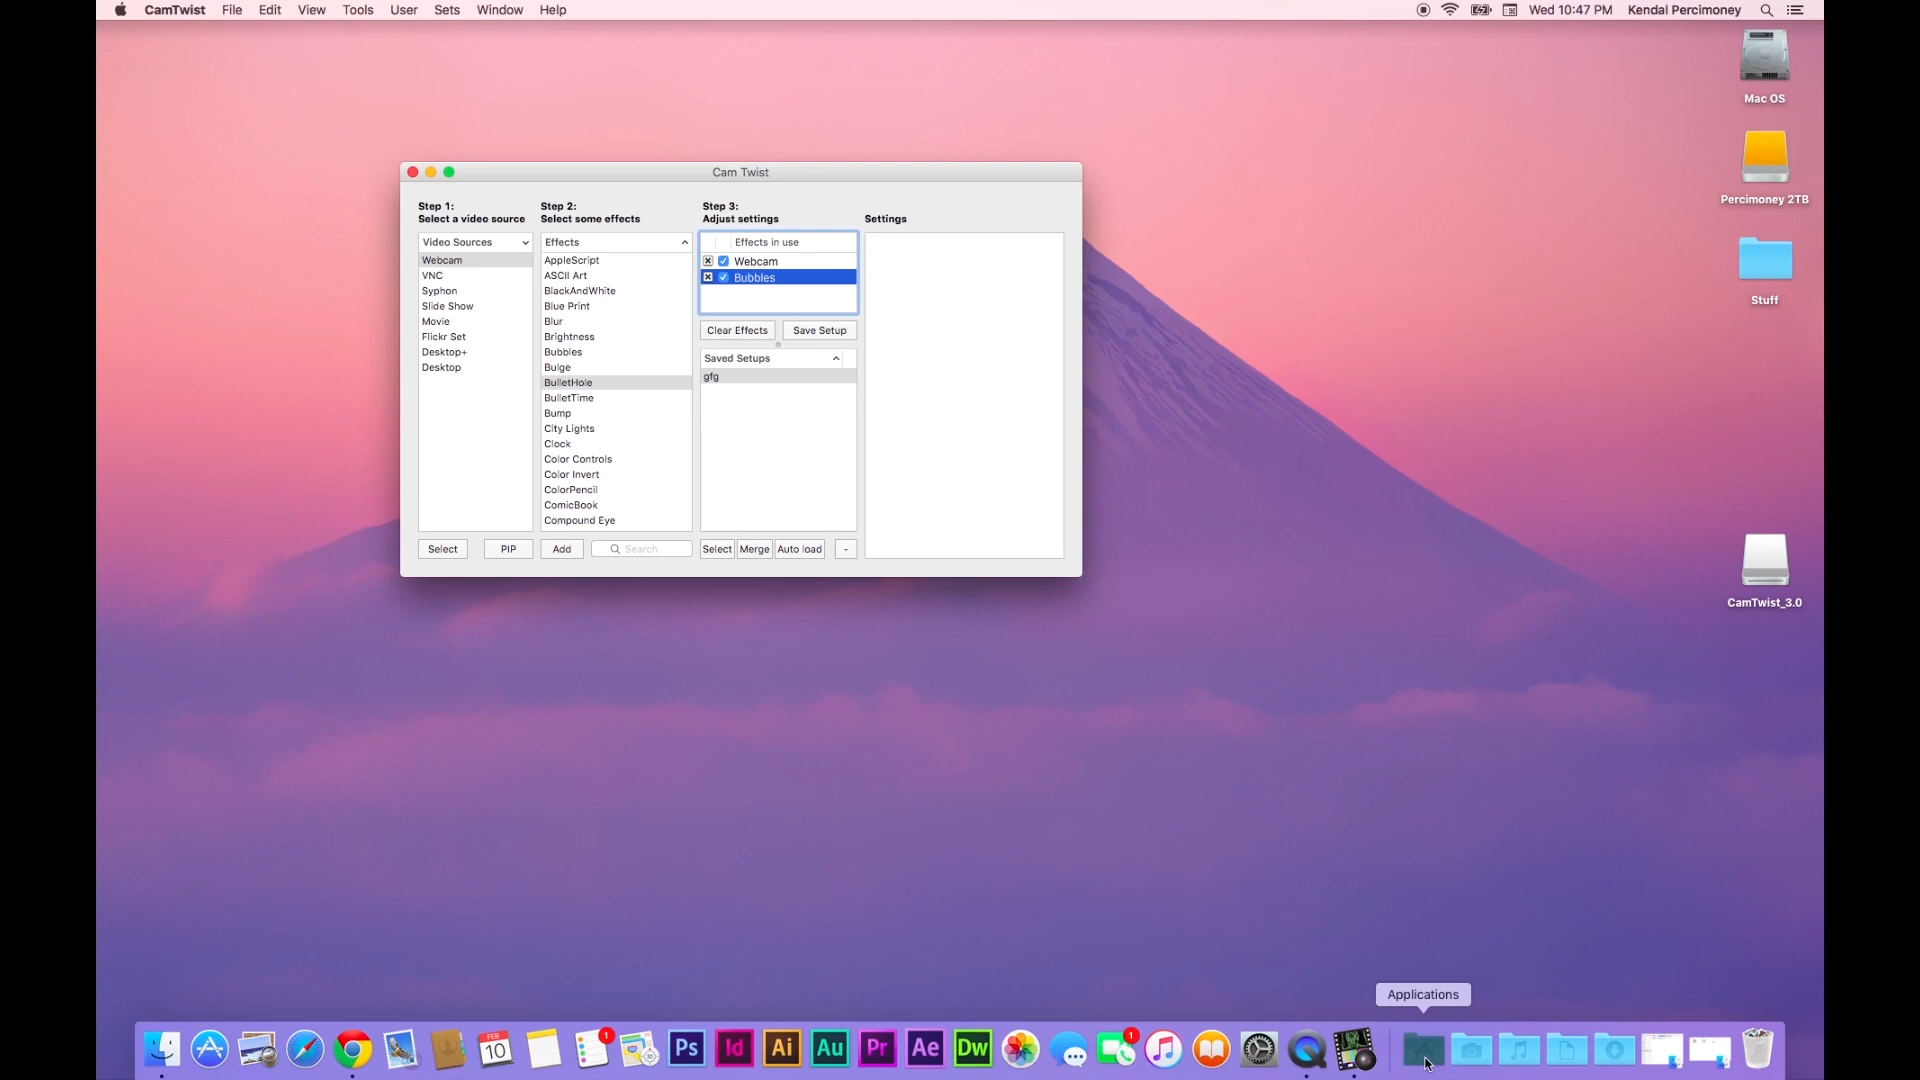 CamTwist File Edit View Tools User Sets Window Help
Wed 10:47 PM Kendal Percimoney
Mac OS
Percimoney 2TB
Stuff
CamTwist_3.0
Cam Twist
Step 1:
Select a video source
Step 2:
Select some effects
Step 3:
Adjust settings
Settings
Video Sources
Webcam
VNC
Syphon
Slide Show
Movie
Flickr Set
Desktop+
Desktop
Effects
AppleScript
ASCII Art
BlackAndWhite
Blue Print
Blur
Brightness
Bubbles
Bulge
BulletHole
BulletTime
Bump
City Lights
Clock
Color Controls
Color Invert
ColorPencil
ComicBook
Compound Eye
Effects in use
Webcam
Bubbles
Clear Effects Save Setup
Saved Setups
gfg
Select PIP Add Search Select Merge Auto load -
Applications
FEB
10
1
Ps Id Ai Au Pr Ae Dw
1